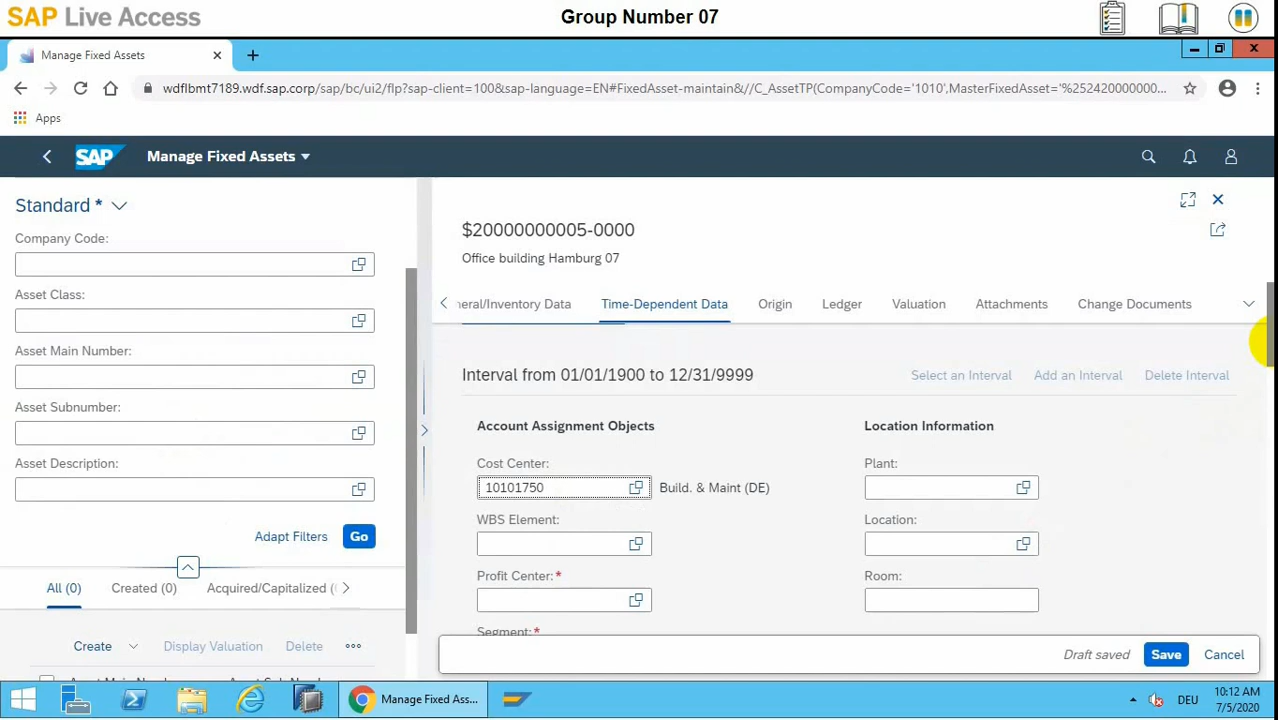 SAP Live Access
Group Number 07
Manage Fixed Assets
wdflbmt7189.wdf.sap.corp/sap/bc/ui2/flp?sap-client=100&sap-language=EN#FixedAsset-maintain&//C_AssetTP(CompanyCode='1010',MasterFixedAsset='%252420000000...
Apps
SAP Manage Fixed Assets
Standard *
Company Code:
Asset Class:
Asset Main Number:
Asset Subnumber:
Asset Description:
Adapt Filters Go
All (0) Created (0) Acquired/Capitalized (
Create Display Valuation Delete
$20000000005-0000
Office building Hamburg 07
neral/Inventory Data Time-Dependent Data Origin Ledger Valuation Attachments Change Documents
Interval from 01/01/1900 to 12/31/9999 Select an Interval Add an Interval Delete Interval
Account Assignment Objects Location Information
Cost Center: Plant:
10101750 Build. & Maint (DE)
WBS Element: Location:
Profit Center: * Room:
Segment: *
Draft saved Save Cancel
Manage Fixed Ass... DEU 10:12 AM
7/5/2020